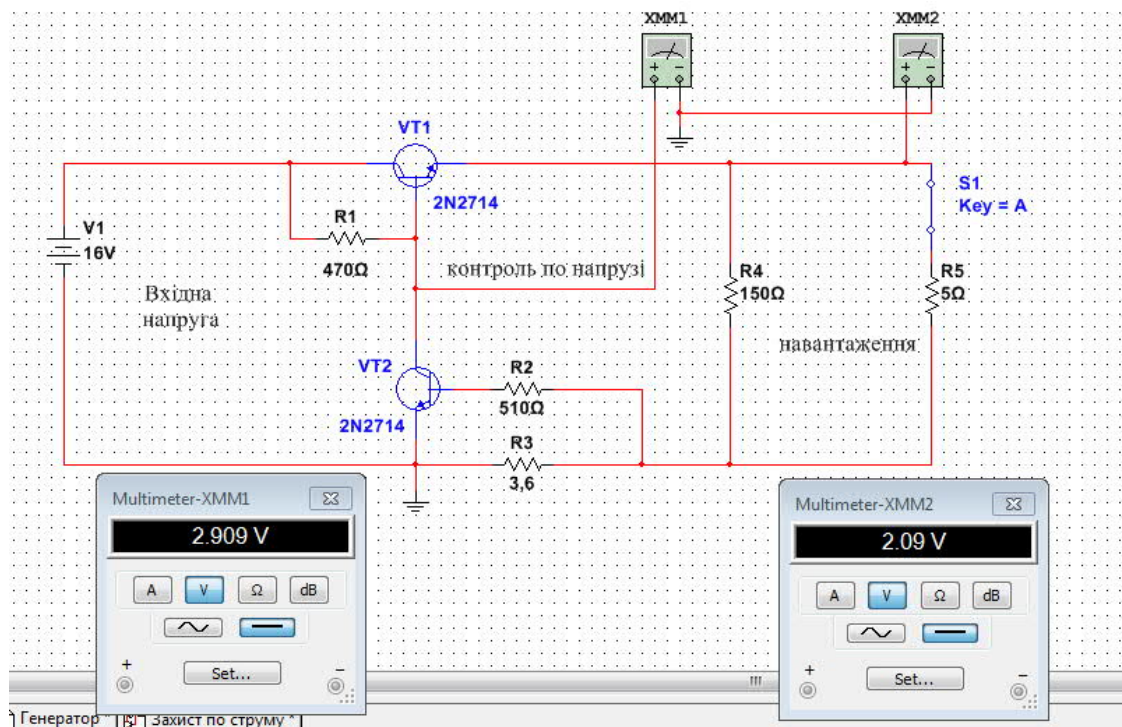 XMM1
XMM2
VT1
2N2714
S1
Key = A
V1
16V
R1
470Ω
контроль по напрузі
Вхідна
напруга
R4
150Ω
R5
5Ω
навантаження
VT2
2N2714
R2
510Ω
R3
3,6
Multimeter-XMM1
2.909 V
A
V
Ω
dB
Set...
+
−
Multimeter-XMM2
2.09 V
A
V
Ω
dB
Set...
+
−
Генератор *
Захист по струму *